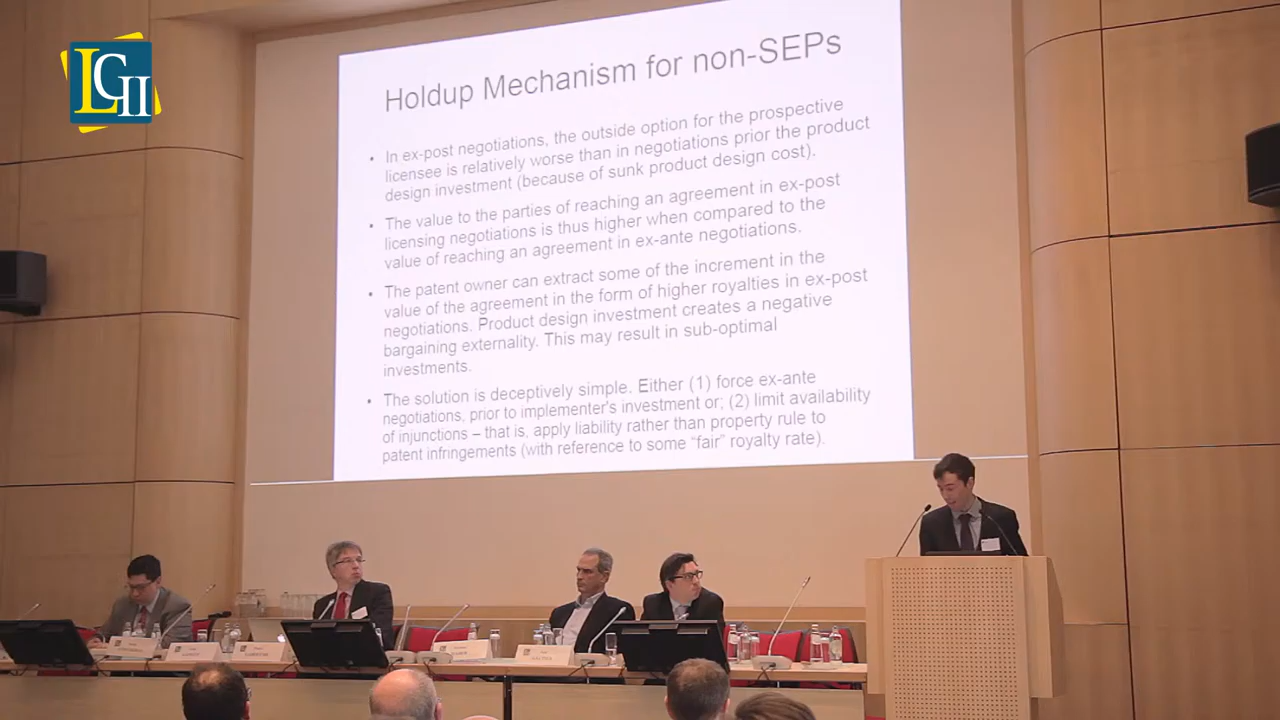 LCII
Holdup Mechanism for non-SEPs
• In ex-post negotiations, the outside option for the prospective
licensee is relatively worse than in negotiations prior the product
design investment (because of sunk product design cost).
• The value to the parties of reaching an agreement in ex-post
licensing negotiations is thus higher when compared to the
value of reaching an agreement in ex-ante negotiations.
• The patent owner can extract some of the increment in the
value of the agreement in the form of higher royalties in ex-post
negotiations. Product design investment creates a negative
bargaining externality. This may result in sub-optimal
investments.
• The solution is deceptively simple. Either (1) force ex-ante
negotiations, prior to implementer's investment or; (2) limit availability
of injunctions – that is, apply liability rather than property rule to
patent infringements (with reference to some “fair” royalty rate).